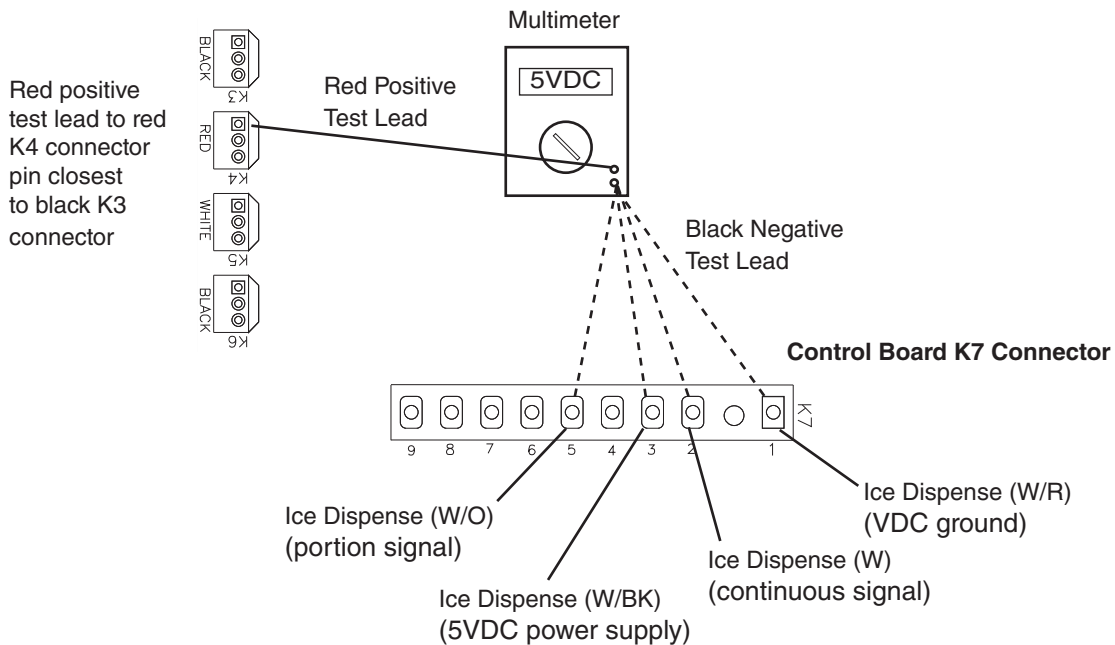 Multimeter
5VDC
Red Positive
Test Lead
Red positive
test lead to red
K4 connector
pin closest
to black K3
connector
BLACK
K3
RED
K4
WHITE
K5
BLACK
K6
Black Negative
Test Lead
Control Board K7 Connector
K7
9 8 7 6 5 4 3 2 1
Ice Dispense (W/O)
(portion signal)
Ice Dispense (W/BK)
(5VDC power supply)
Ice Dispense (W)
(continuous signal)
Ice Dispense (W/R)
(VDC ground)